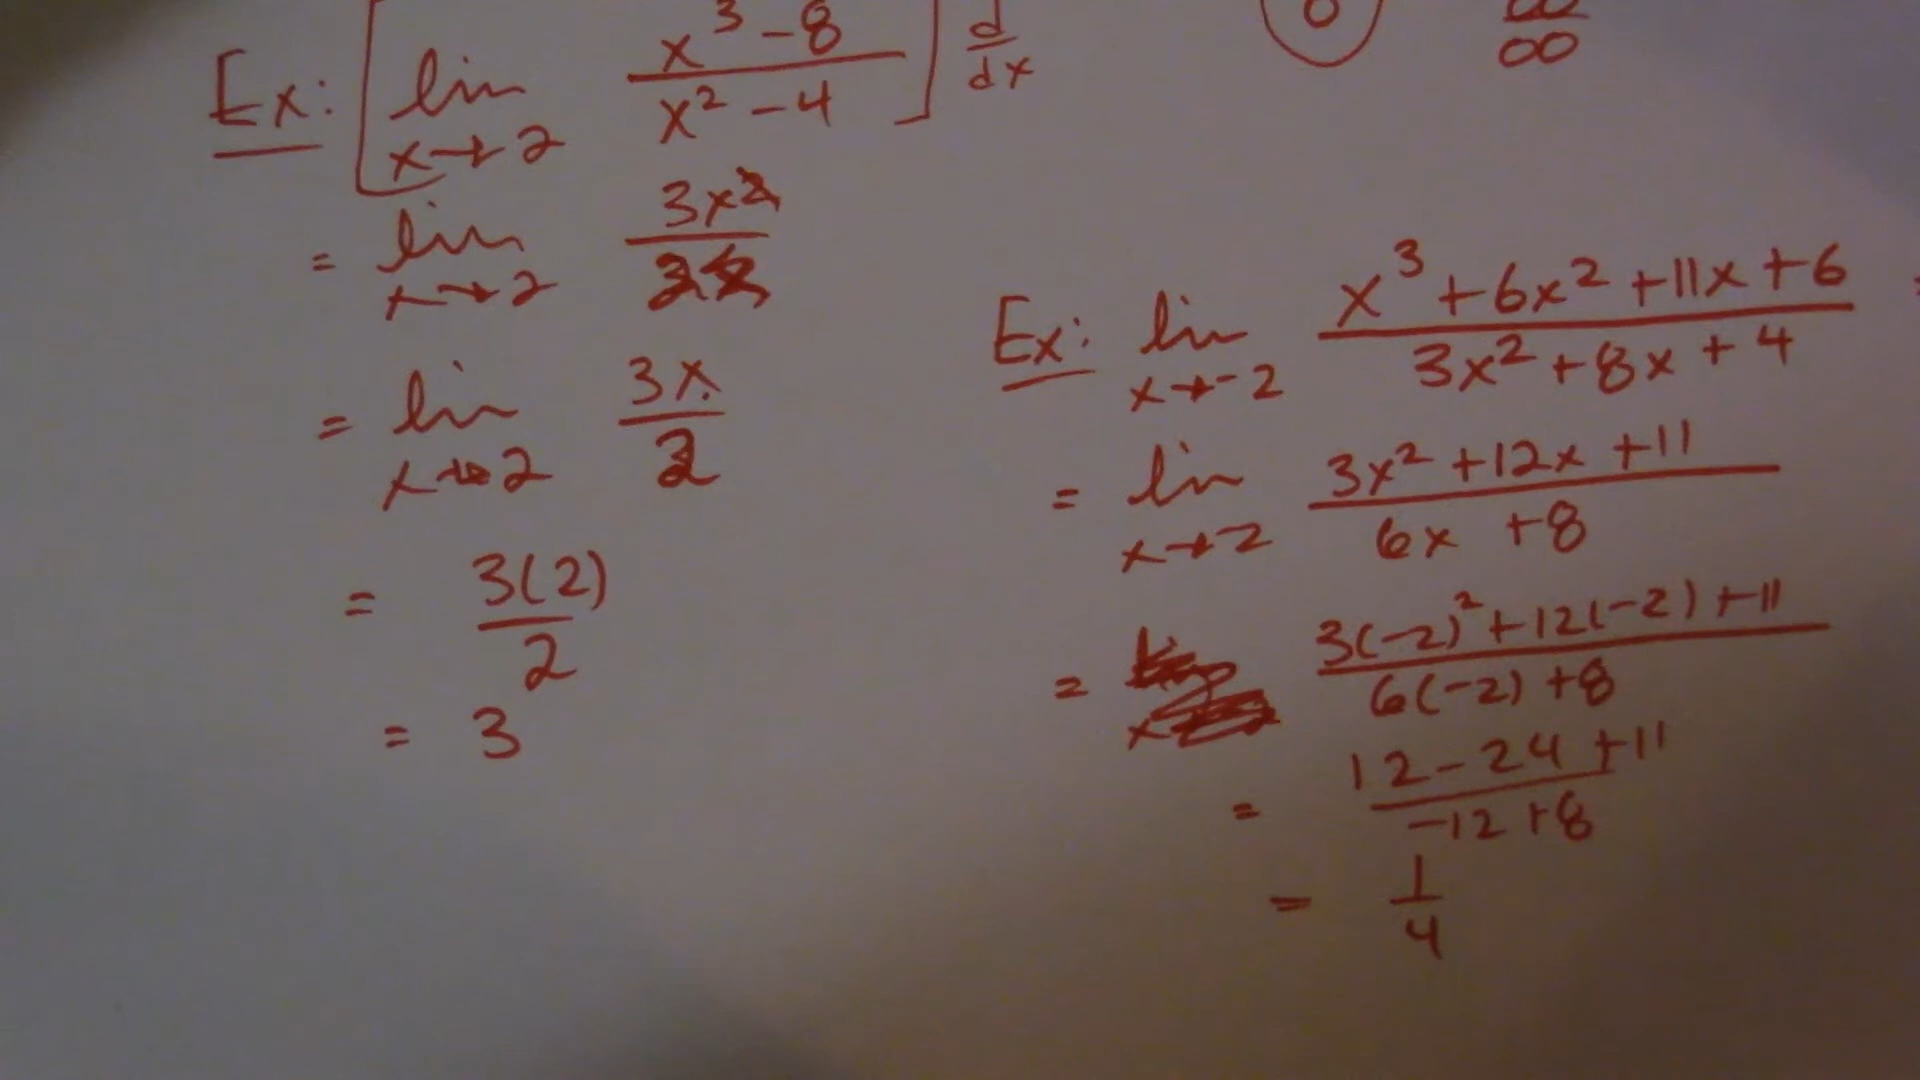 Ex: [ lim x→2 (x³ - 8)/(x² - 4) ] d/dx
0 ∞/∞
= lim x→2 3x²/2x
= lim x→2 3x/2
= 3(2)/2
= 3
Ex: lim x→-2 (x³ + 6x² + 11x + 6)/(3x² + 8x + 4) =
= lim x→-2 (3x² + 12x + 11)/(6x + 8)
= (3(-2)² + 12(-2) + 11)/(6(-2) + 8)
= (12 - 24 + 11)/(-12 + 8)
= 1/4